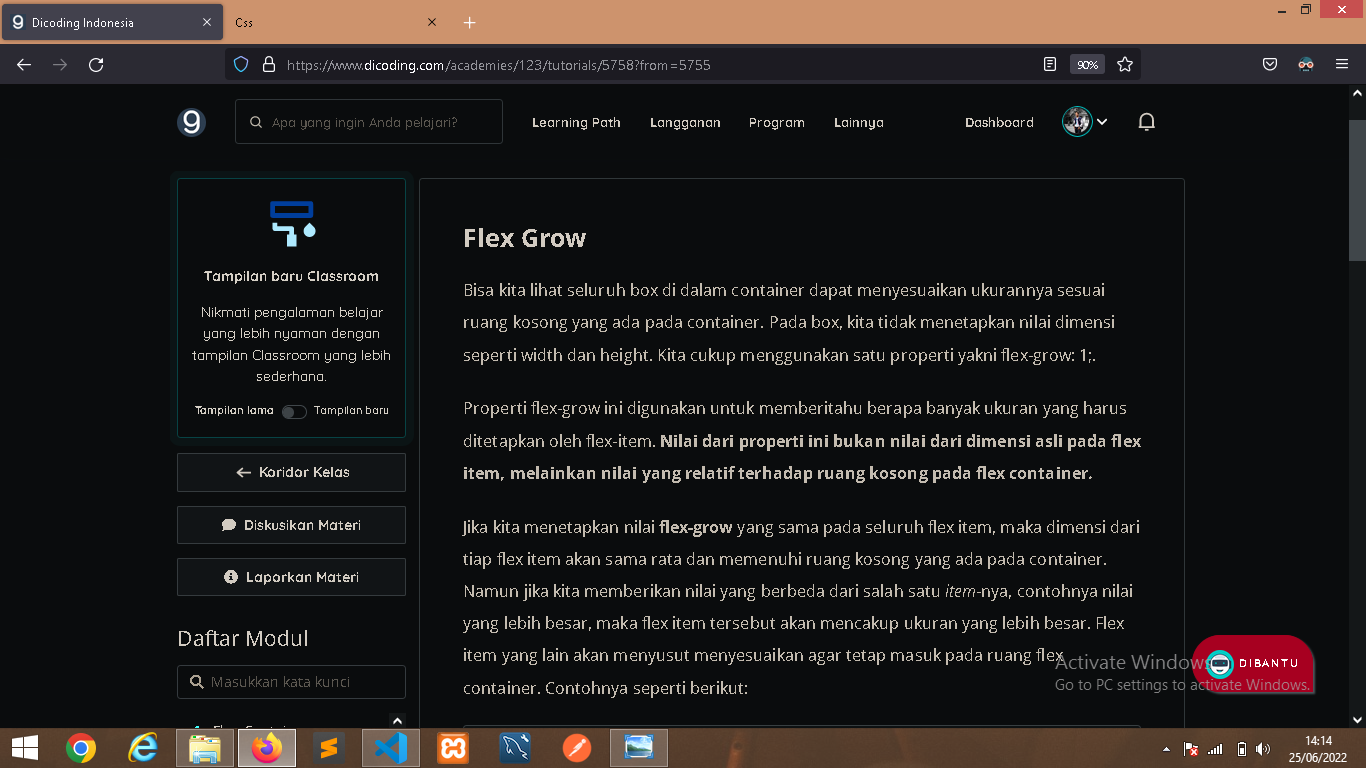 Dicoding Indonesia
Css
https://www.dicoding.com/academies/123/tutorials/5758?from=5755
90%
9
Apa yang ingin Anda pelajari?
Learning Path
Langganan
Program
Lainnya
Dashboard
Tampilan baru Classroom
Nikmati pengalaman belajar
yang lebih nyaman dengan
tampilan Classroom yang lebih
sederhana.
Tampilan lama
Tampilan baru
Koridor Kelas
Diskusikan Materi
Laporkan Materi
Daftar Modul
Masukkan kata kunci
Flex Grow
Bisa kita lihat seluruh box di dalam container dapat menyesuaikan ukurannya sesuai
ruang kosong yang ada pada container. Pada box, kita tidak menetapkan nilai dimensi
seperti width dan height. Kita cukup menggunakan satu properti yakni flex-grow: 1;.
Properti flex-grow ini digunakan untuk memberitahu berapa banyak ukuran yang harus
ditetapkan oleh flex-item. Nilai dari properti ini bukan nilai dari dimensi asli pada flex
item, melainkan nilai yang relatif terhadap ruang kosong pada flex container.
Jika kita menetapkan nilai flex-grow yang sama pada seluruh flex item, maka dimensi dari
tiap flex item akan sama rata dan memenuhi ruang kosong yang ada pada container.
Namun jika kita memberikan nilai yang berbeda dari salah satu item-nya, contohnya nilai
yang lebih besar, maka flex item tersebut akan mencakup ukuran yang lebih besar. Flex
item yang lain akan menyusut menyesuaikan agar tetap masuk pada ruang flex
container. Contohnya seperti berikut:
Activate Windows
Go to PC settings to activate Windows.
DIBANTU
14:14
25/06/2022